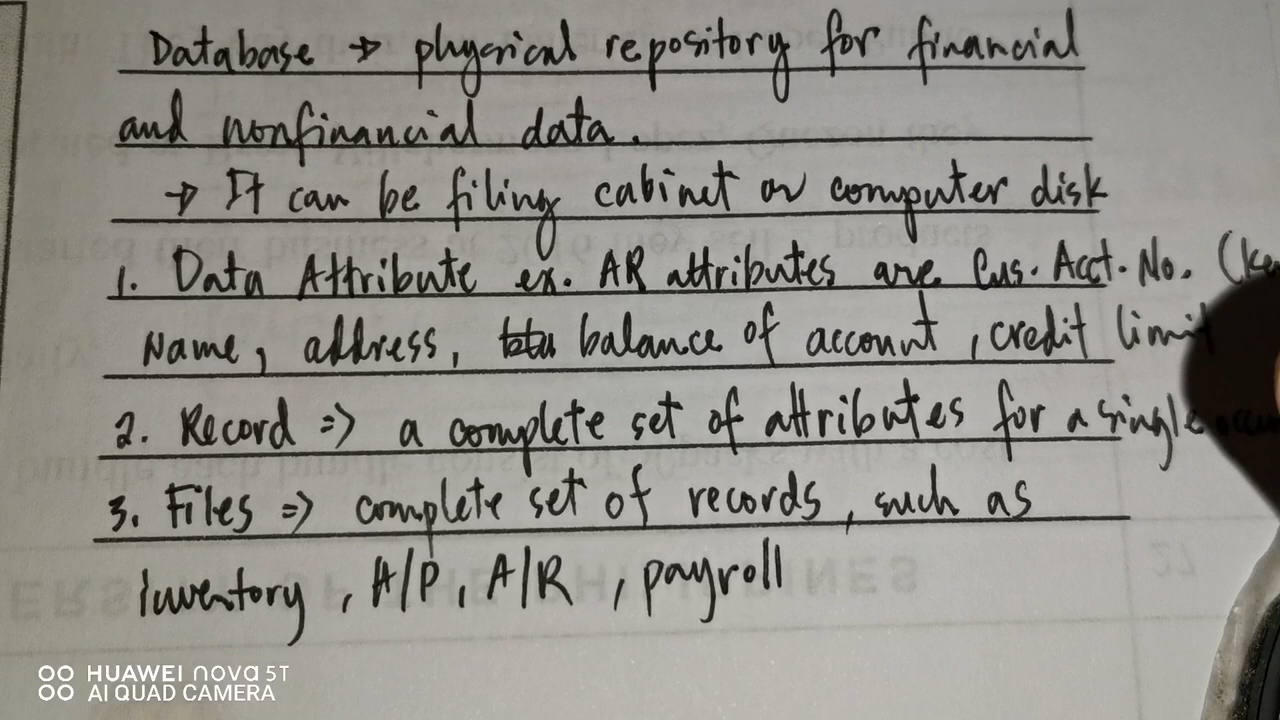 Database → physical repository for financial
and nonfinancial data.
→ It can be filing cabinet or computer disk
1. Data Attribute ex. AR attributes are Cus. Acct. No. (
Name, address, balance of account, credit limit
2. Record => a complete set of attributes for a single
3. Files => complete set of records, such as
inventory, A/P, A/R, payroll
HUAWEI nova 5T
AI QUAD CAMERA